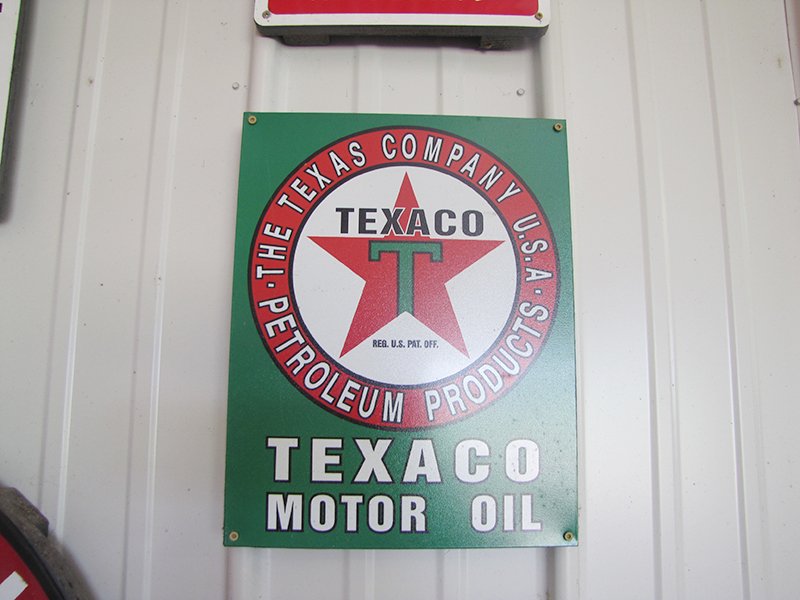 THE TEXAS COMPANY U.S.A.
TEXACO
T
REG. U.S. PAT. OFF.
PETROLEUM PRODUCTS
TEXACO
MOTOR OIL